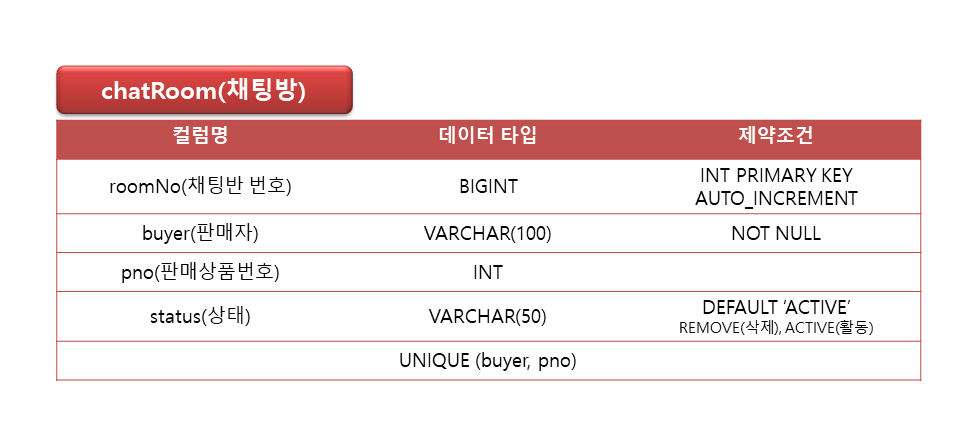 chatRoom(채팅방)
컬럼명 데이터 타입 제약조건
roomNo(채팅반 번호) BIGINT INT PRIMARY KEY
AUTO_INCREMENT
buyer(판매자) VARCHAR(100) NOT NULL
pno(판매상품번호) INT
status(상태) VARCHAR(50) DEFAULT ‘ACTIVE’
REMOVE(삭제), ACTIVE(활동)
UNIQUE (buyer, pno)